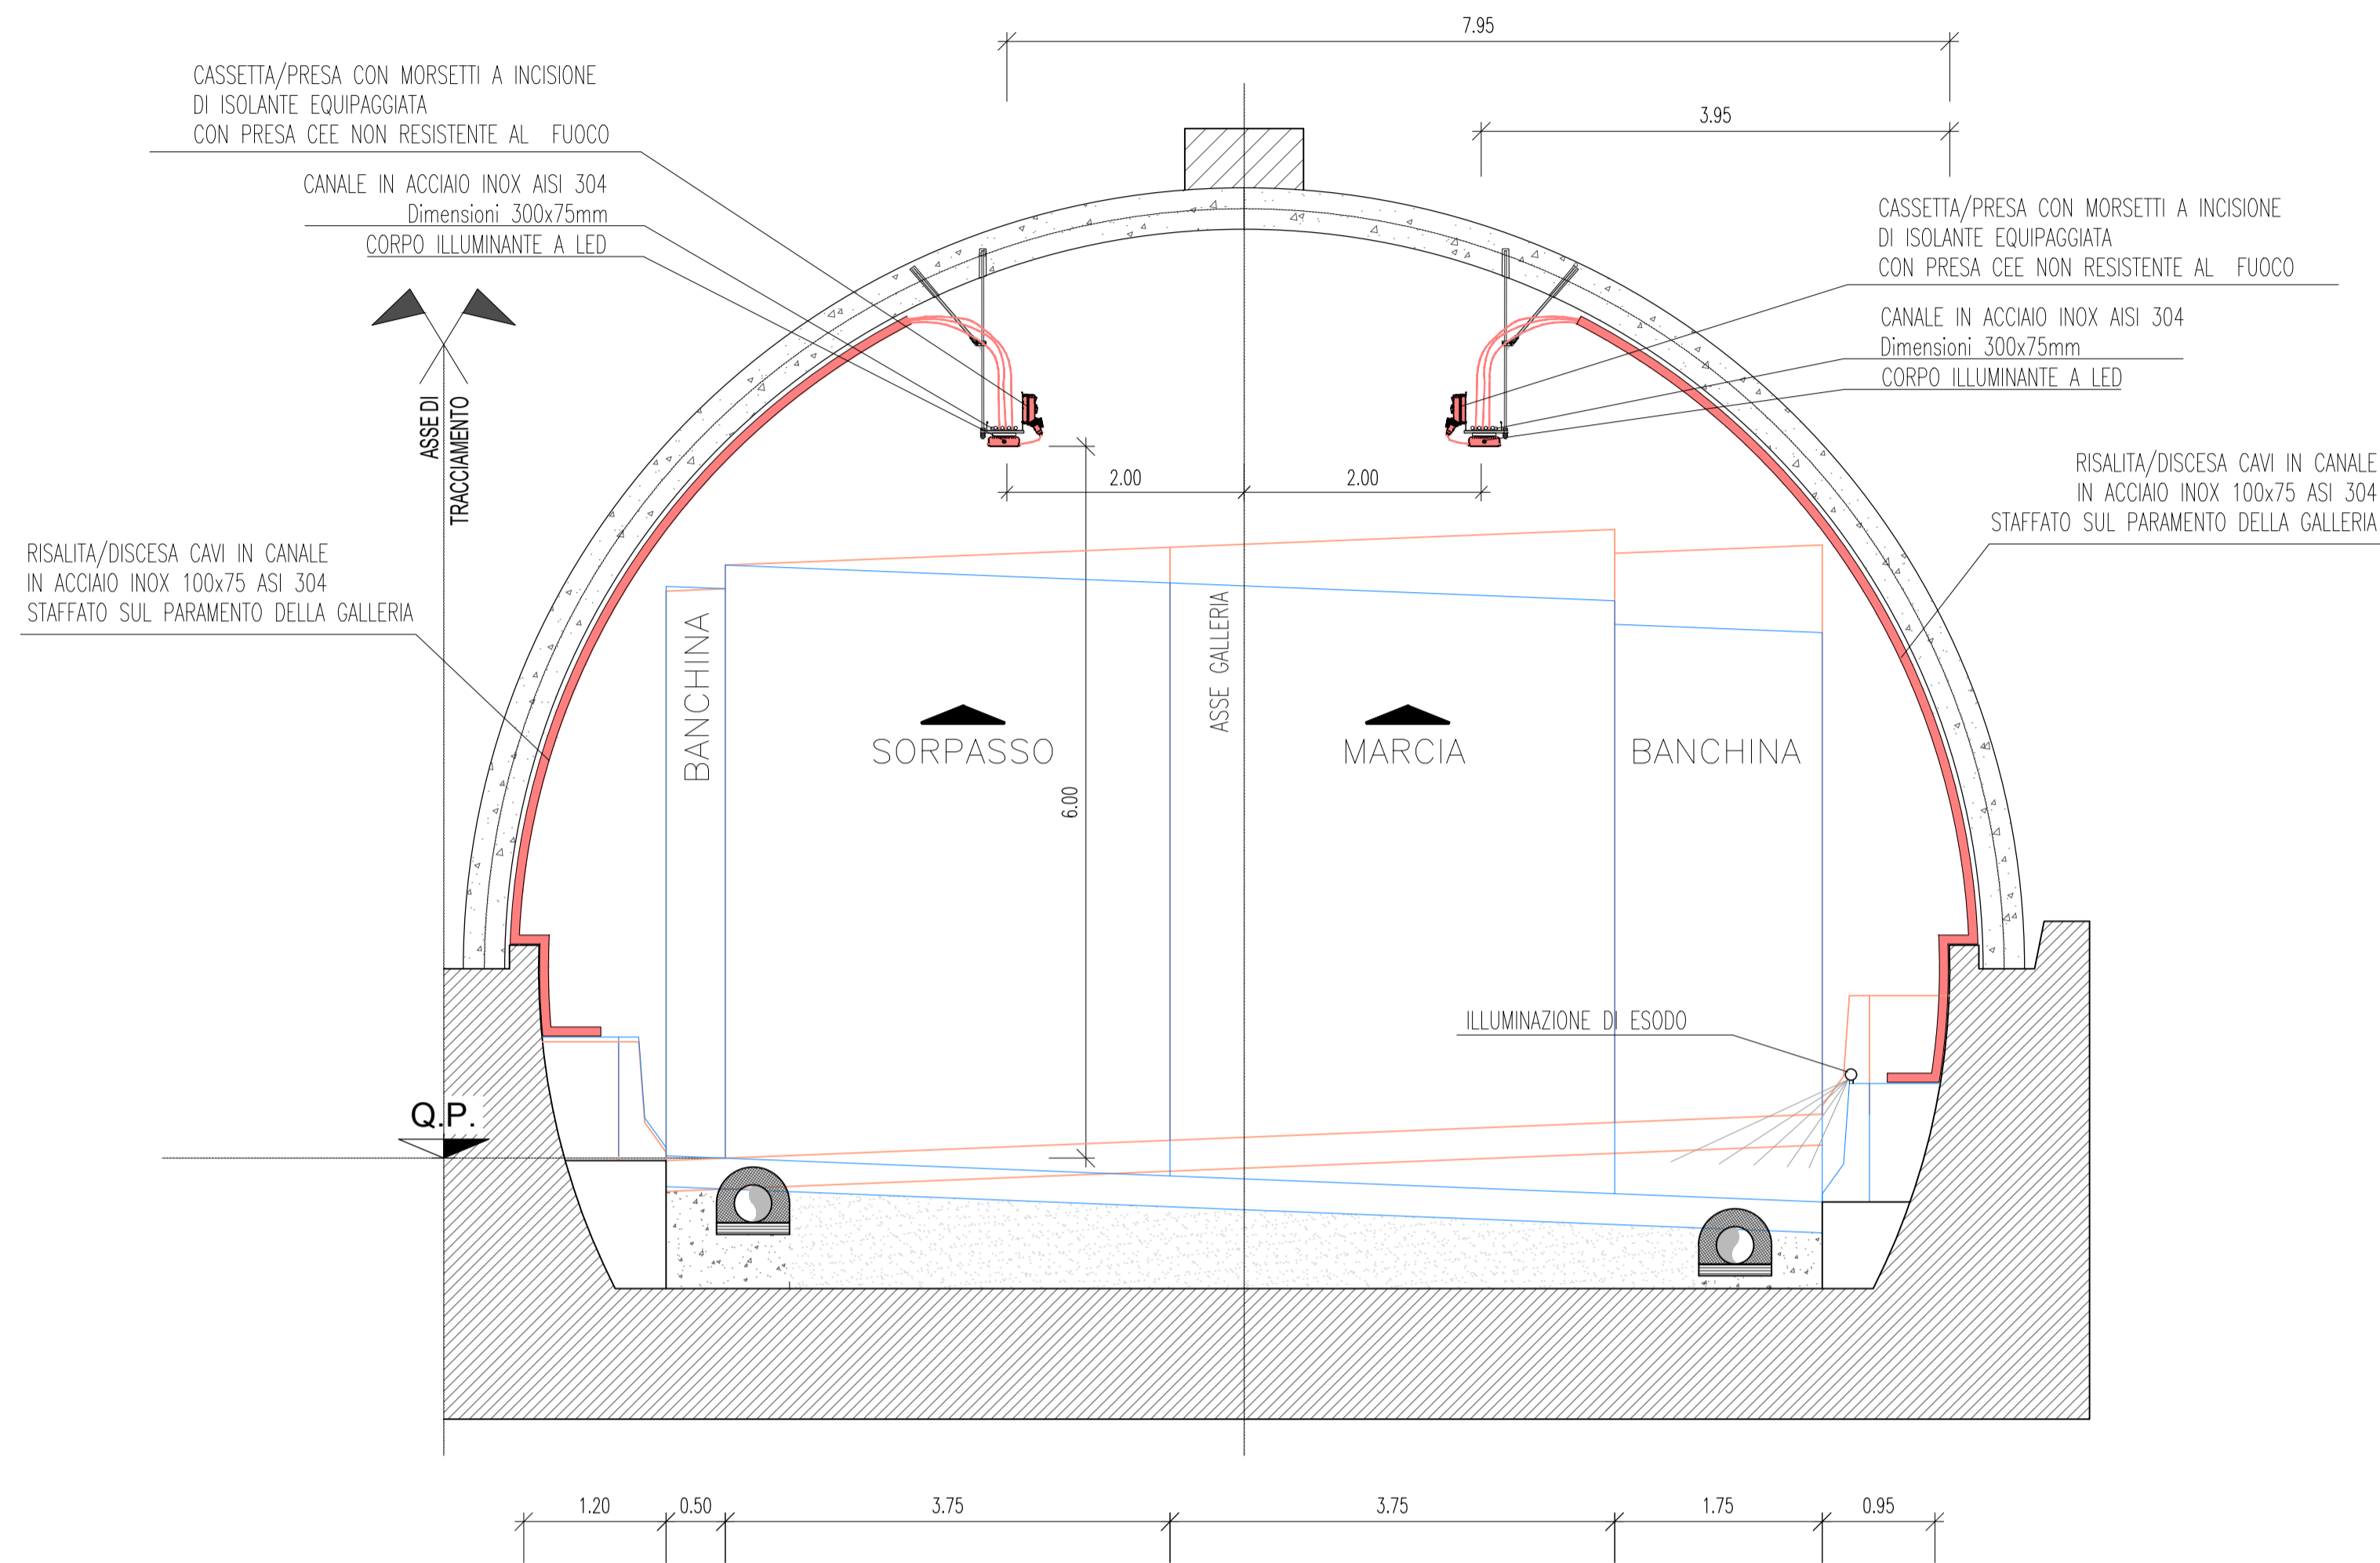 7.95
3.95
CASSETTA/PRESA CON MORSETTI A INCISIONE
DI ISOLANTE EQUIPAGGIATA
CON PRESA CEE NON RESISTENTE AL FUOCO
CANALE IN ACCIAIO INOX AISI 304
Dimensioni 300x75mm
CORPO ILLUMINANTE A LED
CASSETTA/PRESA CON MORSETTI A INCISIONE
DI ISOLANTE EQUIPAGGIATA
CON PRESA CEE NON RESISTENTE AL FUOCO
CANALE IN ACCIAIO INOX AISI 304
Dimensioni 300x75mm
CORPO ILLUMINANTE A LED
ASSE DI
TRACCIAMENTO
2.00
2.00
RISALITA/DISCESA CAVI IN CANALE
IN ACCIAIO INOX 100x75 ASI 304
STAFFATO SUL PARAMENTO DELLA GALLERIA
RISALITA/DISCESA CAVI IN CANALE
IN ACCIAIO INOX 100x75 ASI 304
STAFFATO SUL PARAMENTO DELLA GALLERIA
BANCHINA
SORPASSO
6.00
ASSE GALLERIA
MARCIA
BANCHINA
ILLUMINAZIONE DI ESODO
Q.P.
1.20
0.50
3.75
3.75
1.75
0.95